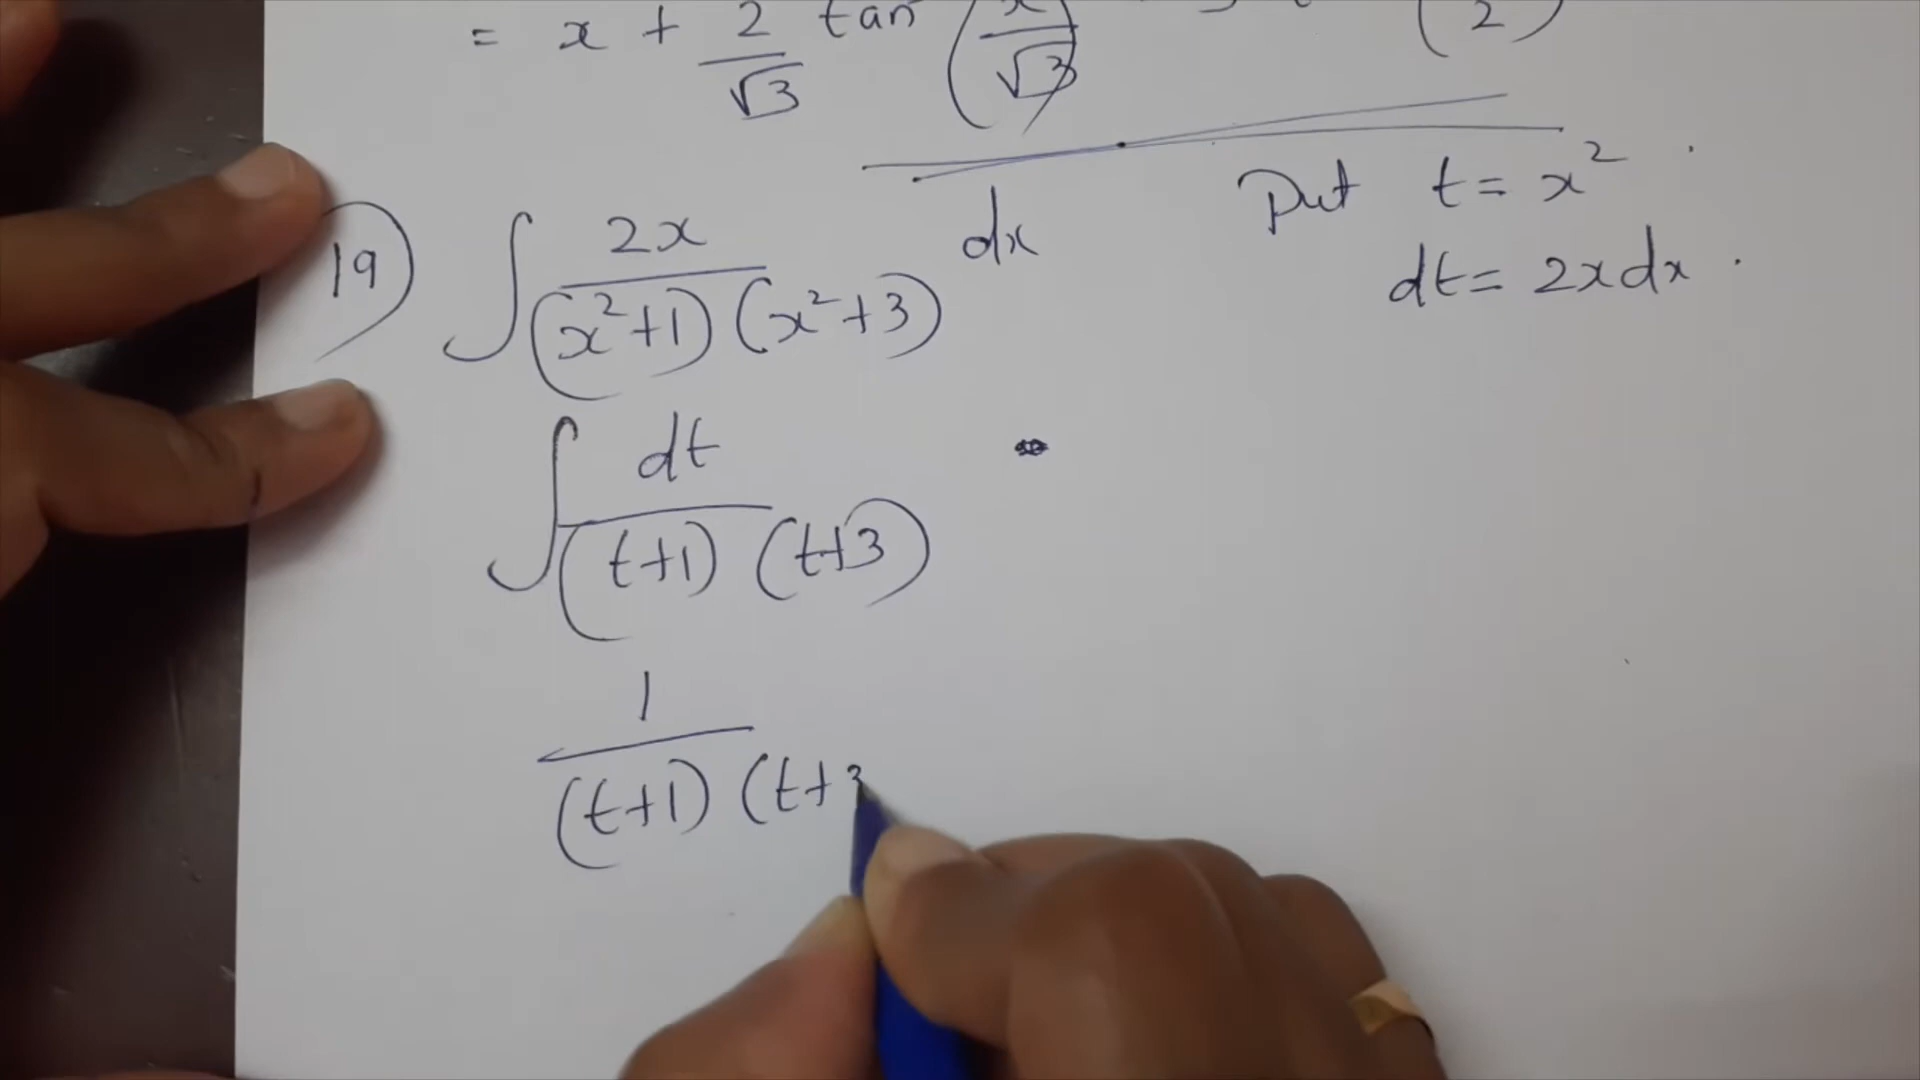 = x + 2/√3 tan (x/√3) (2)
19) ∫ 2x / (x²+1) (x²+3) dx Put t = x²
dt = 2x dx
∫ dt / (t+1) (t+3)
1 / (t+1) (t+3